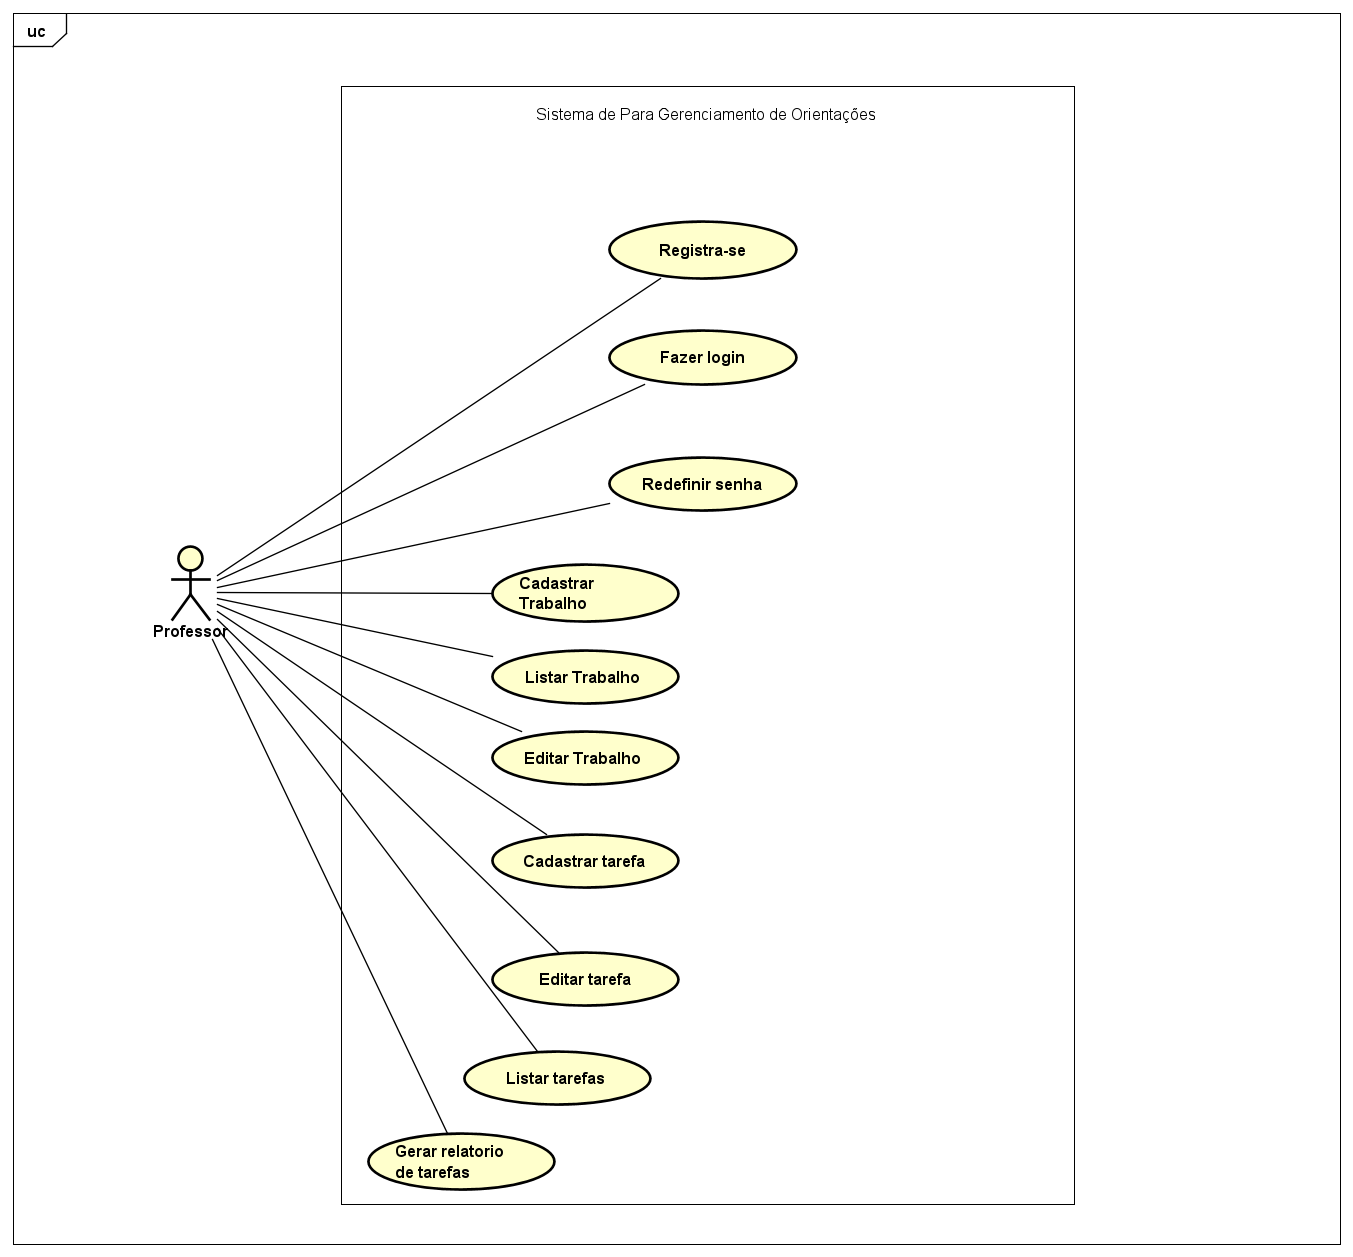 uc
Sistema de Para Gerenciamento de Orientações
Registra-se
Fazer login
Redefinir senha
Professor
Cadastrar
Trabalho
Listar Trabalho
Editar Trabalho
Cadastrar tarefa
Editar tarefa
Listar tarefas
Gerar relatorio
de tarefas